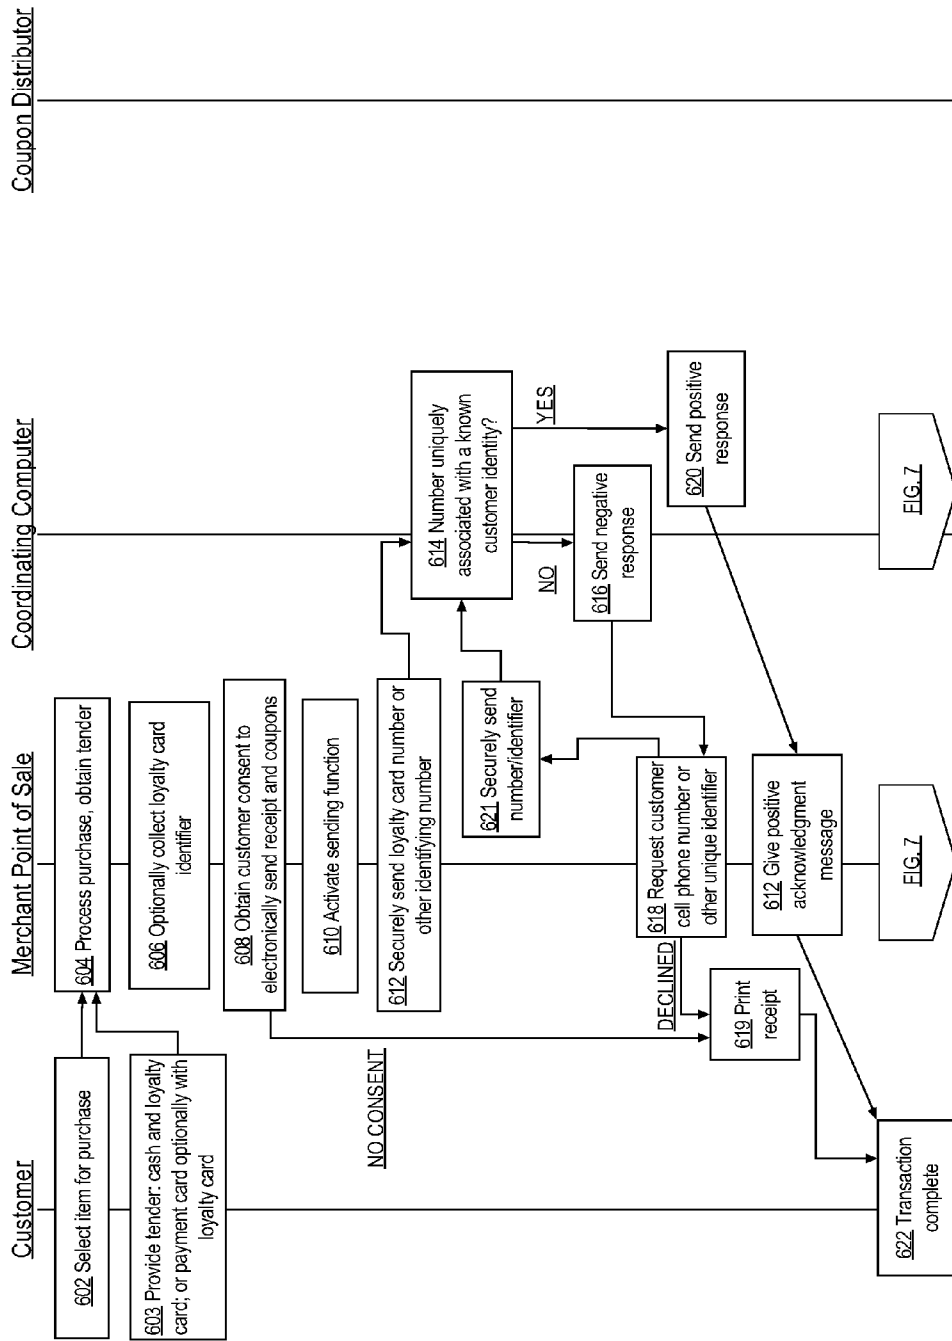 Customer
Merchant Point of Sale
Coordinating Computer
Coupon Distributor
602 Select item for purchase
604 Process purchase, obtain tender
603 Provide tender: cash and loyalty
card; or payment card optionally with
loyalty card
606 Optionally collect loyalty card
identifier
608 Obtain customer consent to
electronically send receipt and coupons
NO CONSENT
610 Activate sending function
612 Securely send loyalty card number or
other identifying number
614 Number uniquely
associated with a known
customer identity?
621 Securely send
number/identifier
NO
YES
616 Send negative
response
618 Request customer
cell phone number or
other unique identifier
DECLINED
620 Send positive
response
619 Print
receipt
612 Give positive
acknowledgment
message
622 Transaction
complete
FIG. 7
FIG. 7